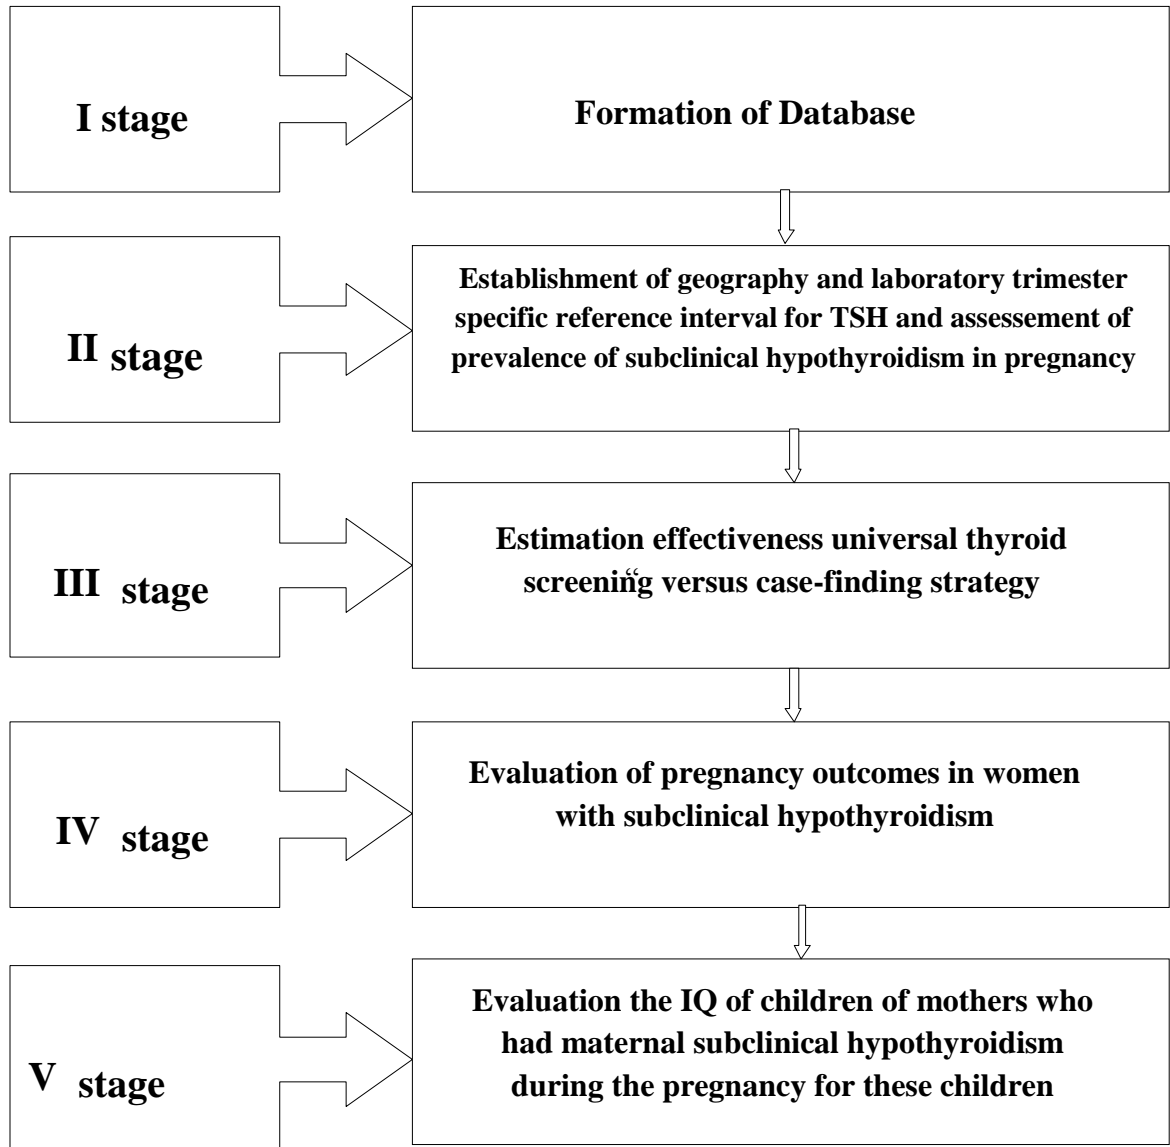 I stage
Formation of Database
II stage
Establishment of geography and laboratory trimester
specific reference interval for TSH and assessement of
prevalence of subclinical hypothyroidism in pregnancy
III stage
Estimation effectiveness universal thyroid
screening versus case-finding strategy
“
IV stage
Evaluation of pregnancy outcomes in women
with subclinical hypothyroidism
V stage
Evaluation the IQ of children of mothers who
had maternal subclinical hypothyroidism
during the pregnancy for these children